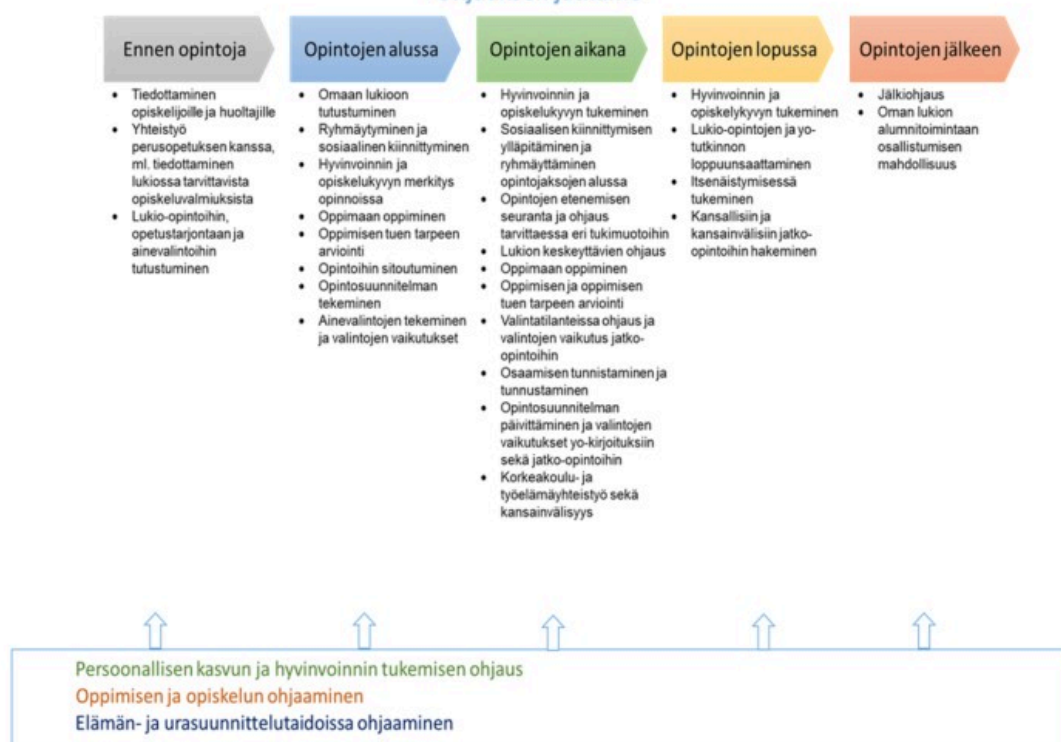 Ennen opintoja
Tiedottaminen
opiskelijoille ja huoltajille
Yhteistyö
perusopetuksen kanssa,
ml. tiedottaminen
lukiossa tarvittavista
opiskeluvalmiuksista
Lukio-opintoihin,
opetustarjontaan ja
ainevalintoihin
tutustuminen
Opintojen alussa
Omaan lukioon
tutustuminen
Ryhmäytyminen ja
sosiaalinen kiinnittyminen
Hyvinvoinnin ja
opiskelukyvyn merkitys
opinnoissa
Oppimaan oppiminen
Oppimisen tuen tarpeen
arviointi
Opintoihin sitoutuminen
Opintosuunnitelman
tekeminen
Ainevalintojen tekeminen
ja valintojen vaikutukset
Opintojen aikana
Hyvinvoinnin ja
opiskelukyvyn tukeminen
Sosiaalisen kiinnittymisen
ylläpitäminen ja
ryhmäyttäminen
opintojaksojen alussa
Opintojen etenemisen
seuranta ja ohjaus
tarvittaessa eri tukimuotoihin
Lukion keskeyttävien ohjaus
Oppimaan oppiminen
Oppimisen ja oppimisen
tuen tarpeen arviointi
Valintatilanteissa ohjaus ja
valintojen vaikutus jatko-
opintoihin
Osaamisen tunnistaminen ja
tunnustaminen
Opintosuunnitelman
päivittäminen ja valintojen
vaikutukset yo-kirjoituksiin
sekä jatko-opintoihin
Korkeakoulu- ja
työelämäyhteistyö sekä
kansainvälisyys
Opintojen lopussa
Hyvinvoinnin ja
opiskelykyvyn tukeminen
Lukio-opintojen ja yo-
tutkinnon
loppuunsaattaminen
Itsenäistymisessä
tukeminen
Kansallisiin ja
kansainvälisiin jatko-
opintoihin hakeminen
Opintojen jälkeen
Jälkiohjaus
Oman lukion
alumnitoimintaan
osallistumisen
mahdollisuus
Persoonallisen kasvun ja hyvinvoinnin tukemisen ohjaus
Oppimisen ja opiskelun ohjaaminen
Elämän- ja urasuunnittelutaidoissa ohjaaminen